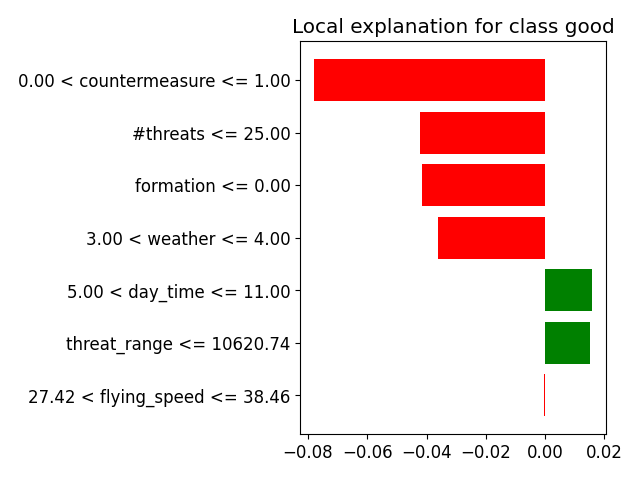 Local explanation for class good
0.00 < countermeasure <= 1.00
#threats <= 25.00
formation <= 0.00
3.00 < weather <= 4.00
5.00 < day_time <= 11.00
threat_range <= 10620.74
27.42 < flying_speed <= 38.46
−0.08 −0.06 −0.04 −0.02 0.00 0.02